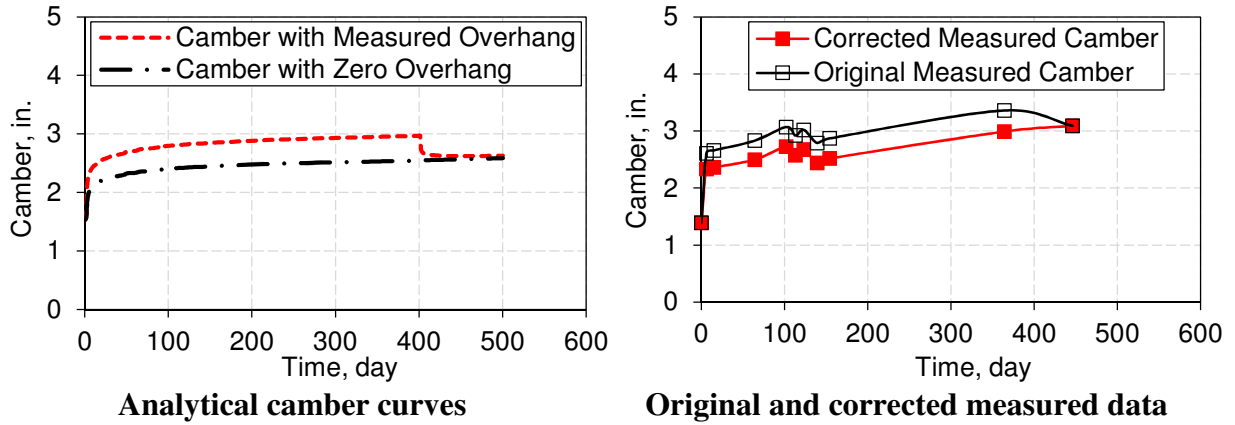 Camber with Measured Overhang
Camber with Zero Overhang
Camber, in.
5
4
3
2
1
0
0 100 200 300 400 500 600
Time, day
Analytical camber curves
Corrected Measured Camber
Original Measured Camber
Camber, in.
5
4
3
2
1
0
0 100 200 300 400 500 600
Time, day
Original and corrected measured data